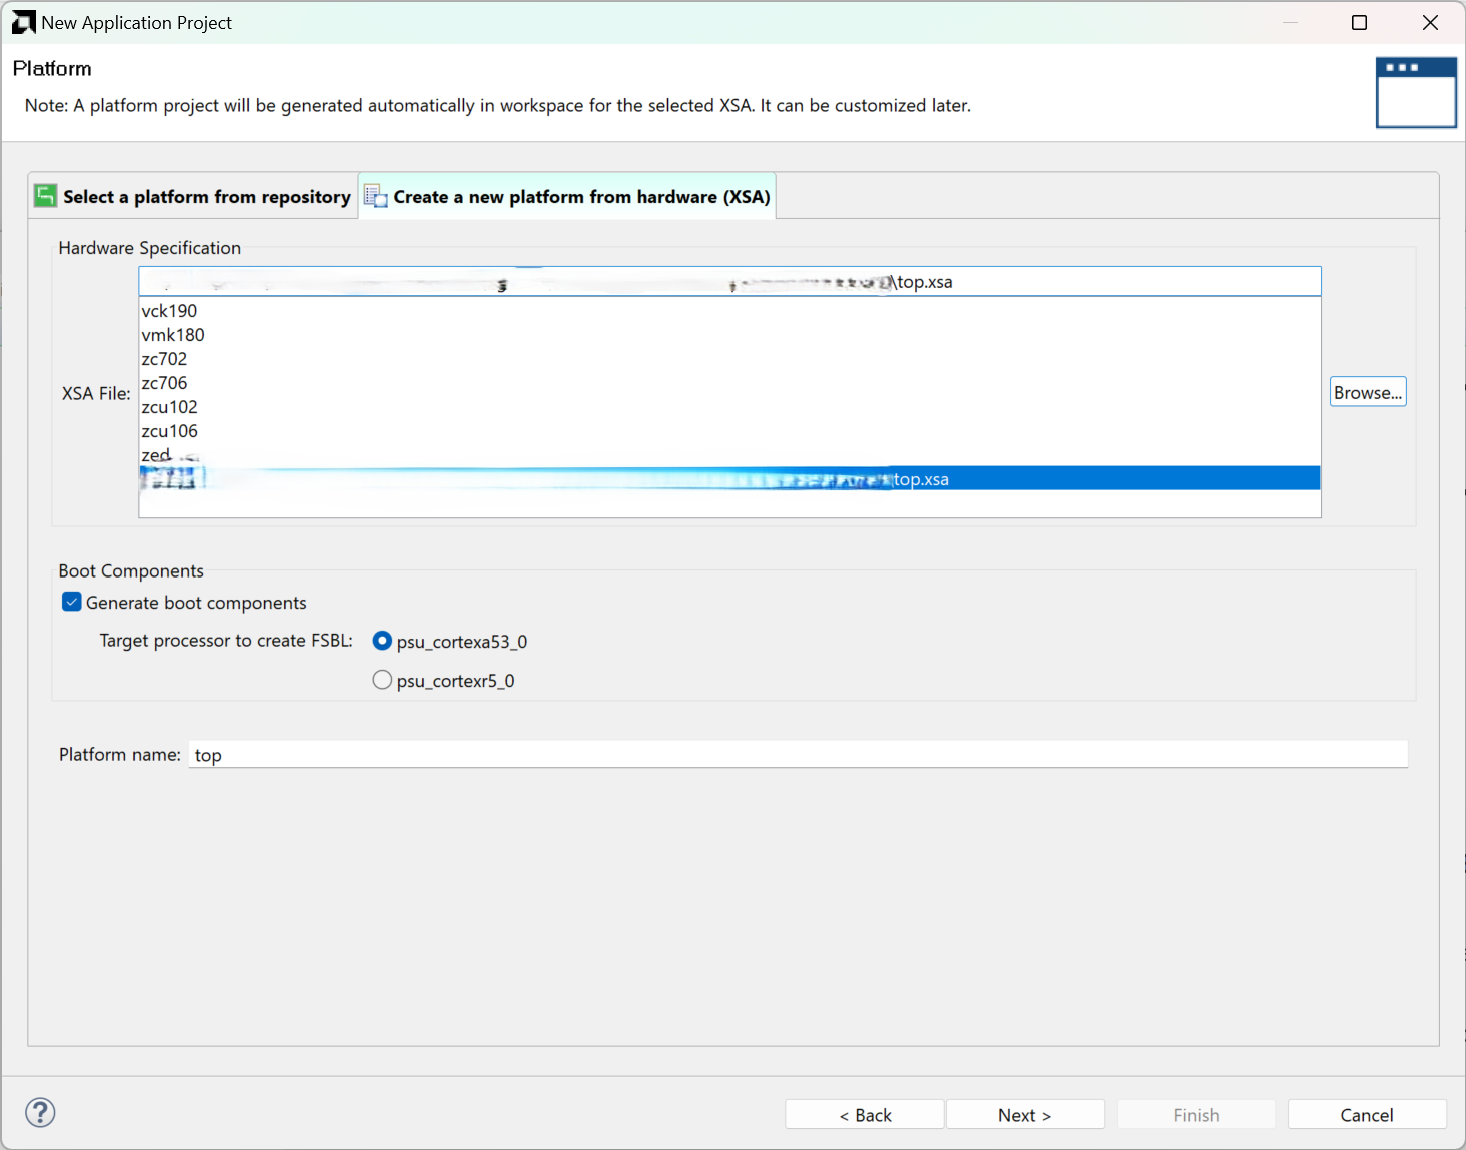 New Application Project
Platform
Note: A platform project will be generated automatically in workspace for the selected XSA. It can be customized later.
Select a platform from repository
Create a new platform from hardware (XSA)
Hardware Specification
\top.xsa
vck190
vmk180
zc702
zc706
XSA File:
Browse...
zcu102
zcu106
zed
top.xsa
Boot Components
Generate boot components
Target processor to create FSBL:
psu_cortexa53_0
psu_cortexr5_0
Platform name:
top
?
< Back
Next >
Finish
Cancel